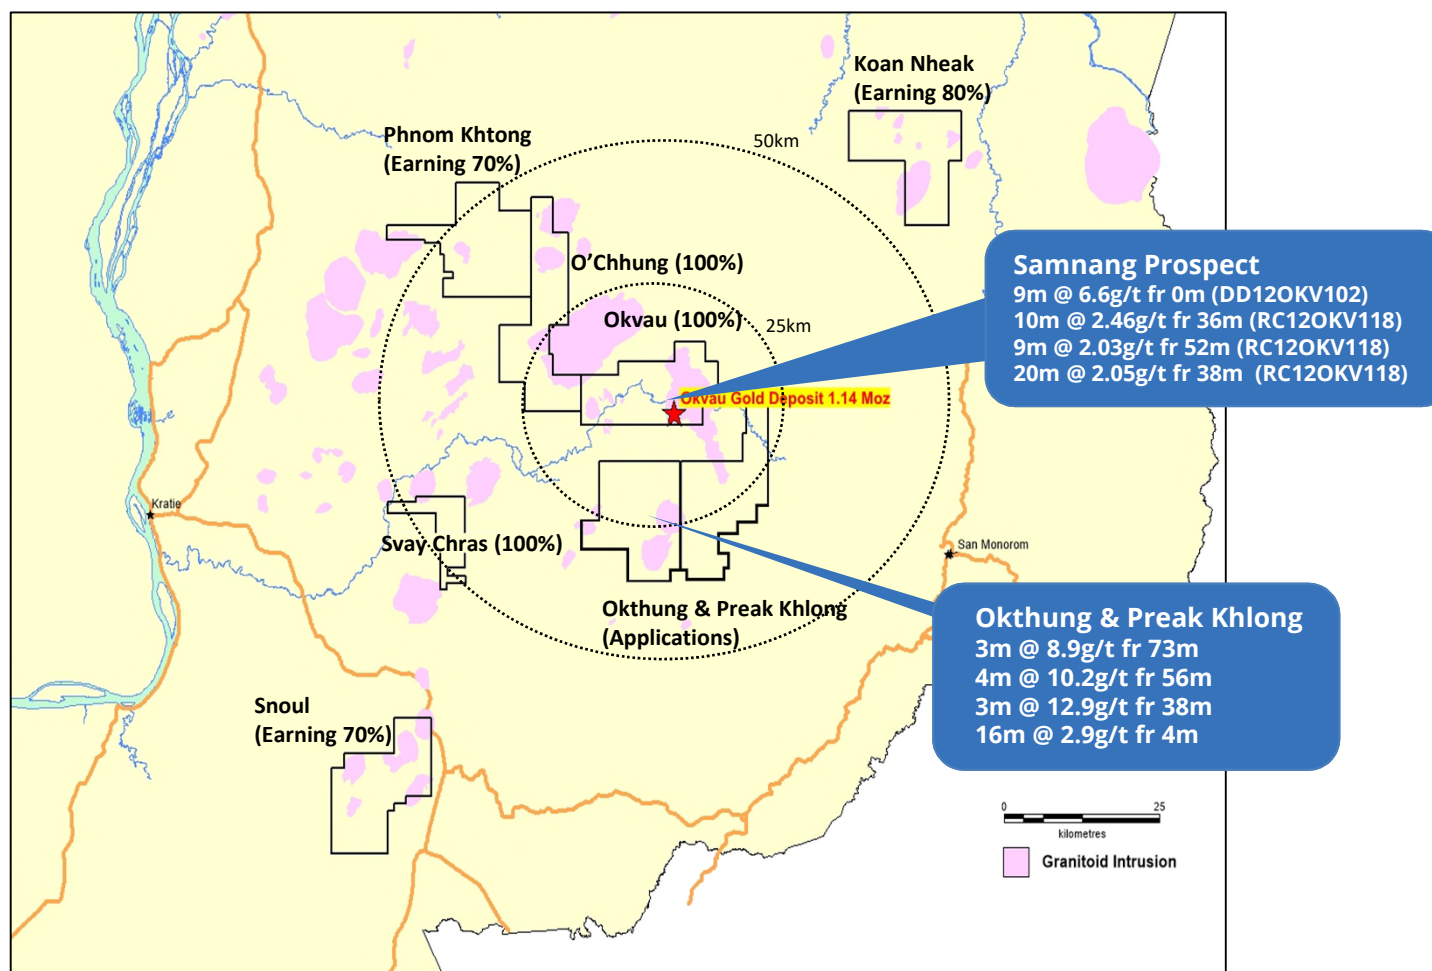 Koan Nheak
(Earning 80%)
Phnom Khtong
(Earning 70%)
50km
O’Chhung (100%)
Okvau (100%)
25km
Samnang Prospect
9m @ 6.6g/t fr 0m (DD12OKV102)
10m @ 2.46g/t fr 36m (RC12OKV118)
9m @ 2.03g/t fr 52m (RC12OKV118)
20m @ 2.05g/t fr 38m (RC12OKV118)
Okvau Gold Deposit 1.14 Moz
Kratie
Svay Chras (100%)
San Monorom
Okthung & Preak Khlong
(Applications)
Okthung & Preak Khlong
3m @ 8.9g/t fr 73m
4m @ 10.2g/t fr 56m
3m @ 12.9g/t fr 38m
16m @ 2.9g/t fr 4m
Snoul
(Earning 70%)
0 25
kilometres
Granitoid Intrusion